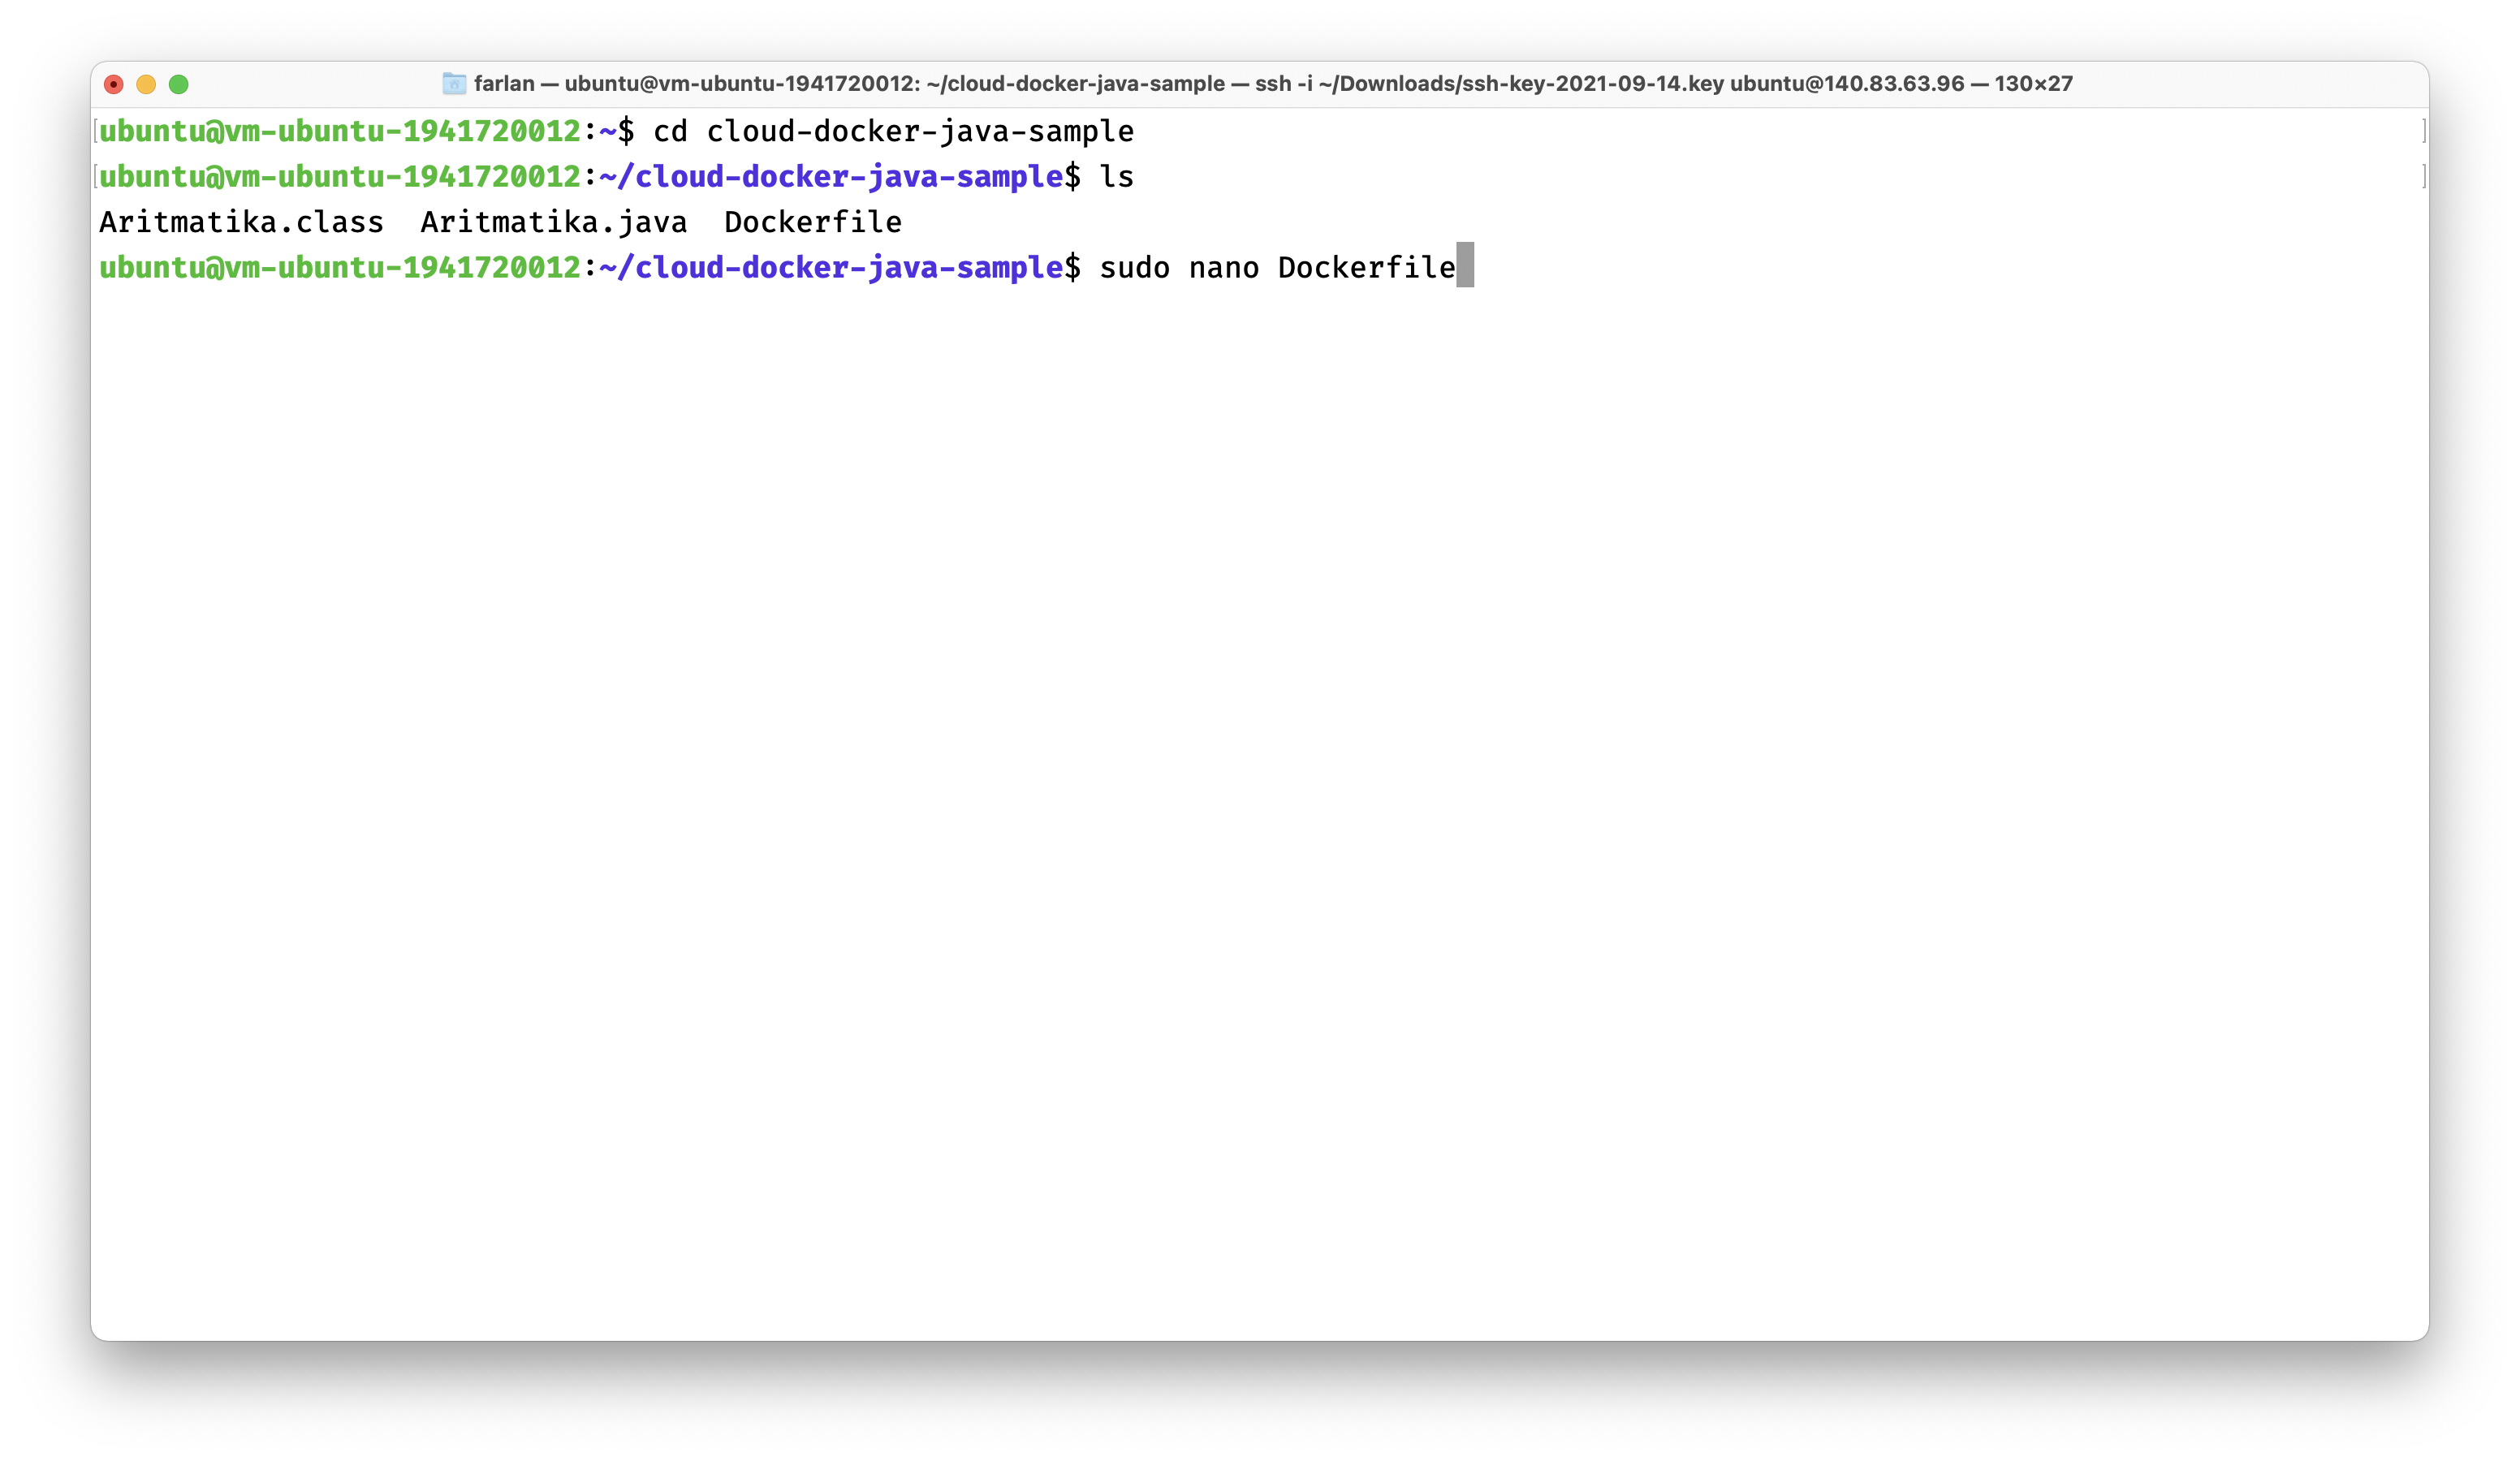 farlan — ubuntu@vm-ubuntu-1941720012: ~/cloud-docker-java-sample — ssh -i ~/Downloads/ssh-key-2021-09-14.key ubuntu@140.83.63.96 — 130×27
[ubuntu@vm-ubuntu-1941720012:~$ cd cloud-docker-java-sample ]
[ubuntu@vm-ubuntu-1941720012:~/cloud-docker-java-sample$ ls ]
Aritmatika.class  Aritmatika.java  Dockerfile
ubuntu@vm-ubuntu-1941720012:~/cloud-docker-java-sample$ sudo nano Dockerfile